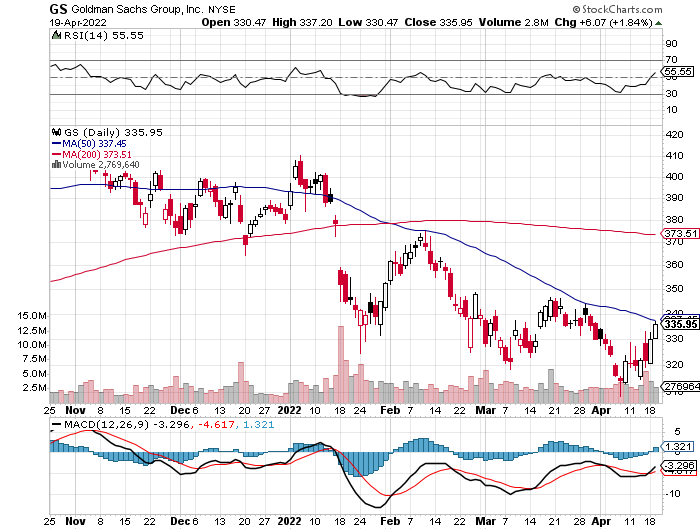 GS Goldman Sachs Group, Inc. NYSE © StockCharts.com
19-Apr-2022 Open 330.47 High 337.20 Low 330.47 Close 335.95 Volume 2.8M Chg +6.07 (+1.84%)
RSI(14) 55.55
90
70
55.55
50
30
10
GS (Daily) 335.95
MA(50) 337.45
MA(200) 373.51
Volume 2,769,640
420
410
400
390
380
373.51
370
360
350
340
335.95
330
320
310
15.0M
12.5M
10.0M
7.5M
5.0M
2.5M
25 Nov 8 15 22 Dec 6 13 20 27 2022 10 18 24 Feb 7 14 22 Mar 7 14 21 28 Apr 11 18
MACD(12,26,9) -3.296, -4.617, 1.321
5
1.321
-3.296
-10
25 Nov 8 15 22 Dec 6 13 20 27 2022 10 18 24 Feb 7 14 22 Mar 7 14 21 28 Apr 11 18